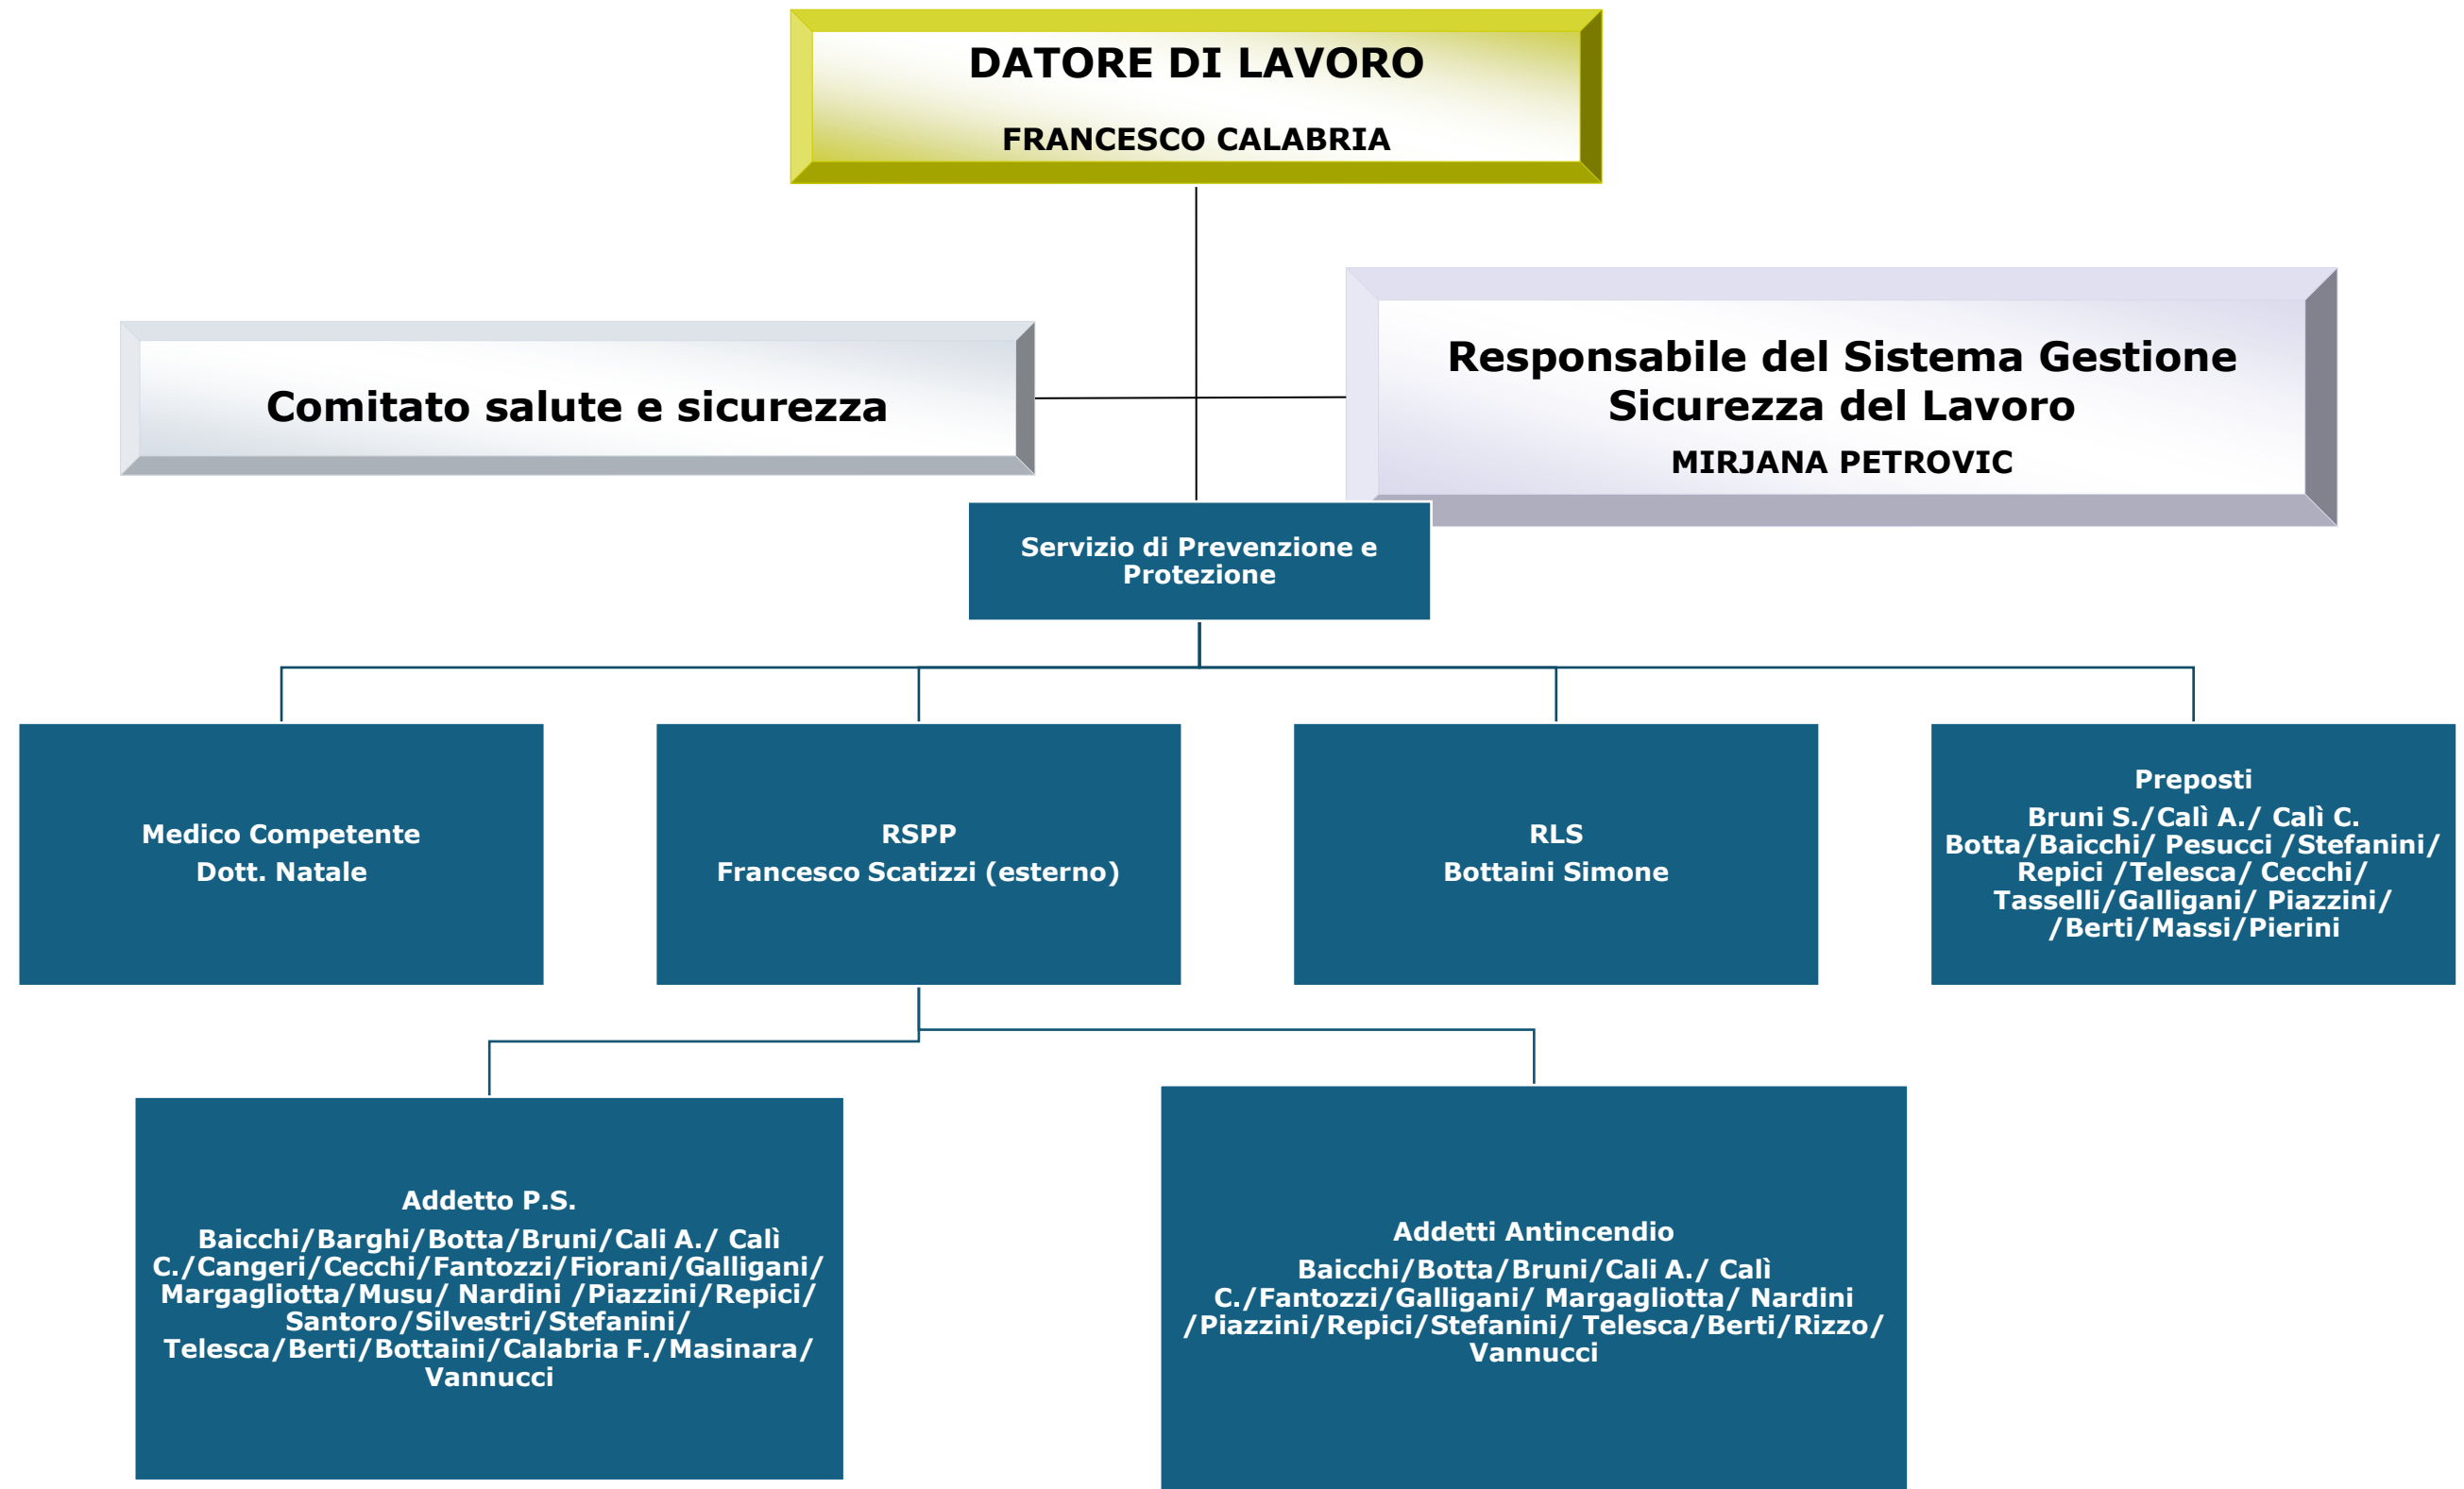 DATORE DI LAVORO
FRANCESCO CALABRIA
Comitato salute e sicurezza
Responsabile del Sistema Gestione
Sicurezza del Lavoro
MIRJANA PETROVIC
Servizio di Prevenzione e
Protezione
Medico Competente
Dott. Natale
RSPP
Francesco Scatizzi (esterno)
RLS
Bottaini Simone
Preposti
Bruni S./Calì A./ Calì C.
Botta/Baicchi/ Pesucci /Stefanini/
Repici /Telesca/ Cecchi/
Tasselli/Galligani/ Piazzini/
/Berti/Massi/Pierini
Addetto P.S.
Baicchi/Barghi/Botta/Bruni/Cali A./ Calì
C./Cangeri/Cecchi/Fantozzi/Fiorani/Galligani/
Margagliotta/Musu/ Nardini /Piazzini/Repici/
Santoro/Silvestri/Stefanini/
Telesca/Berti/Bottaini/Calabria F./Masinara/
Vannucci
Addetti Antincendio
Baicchi/Botta/Bruni/Cali A./ Calì
C./Fantozzi/Galligani/ Margagliotta/ Nardini
/Piazzini/Repici/Stefanini/ Telesca/Berti/Rizzo/
Vannucci